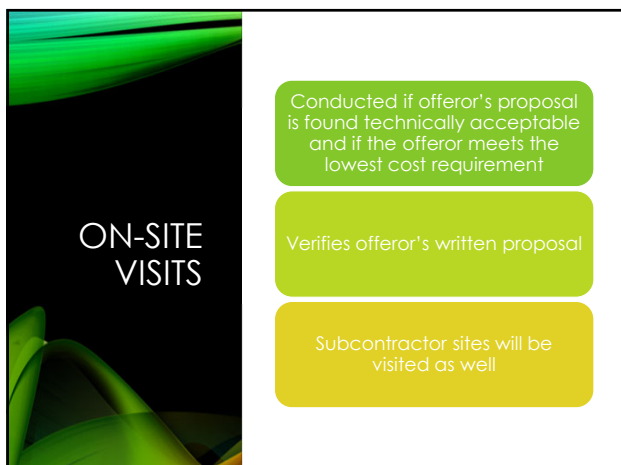 ON-SITE
VISITS
Conducted if offeror's proposal
is found technically acceptable
and if the offeror meets the
lowest cost requirement
Verifies offeror's written proposal
Subcontractor sites will be
visited as well